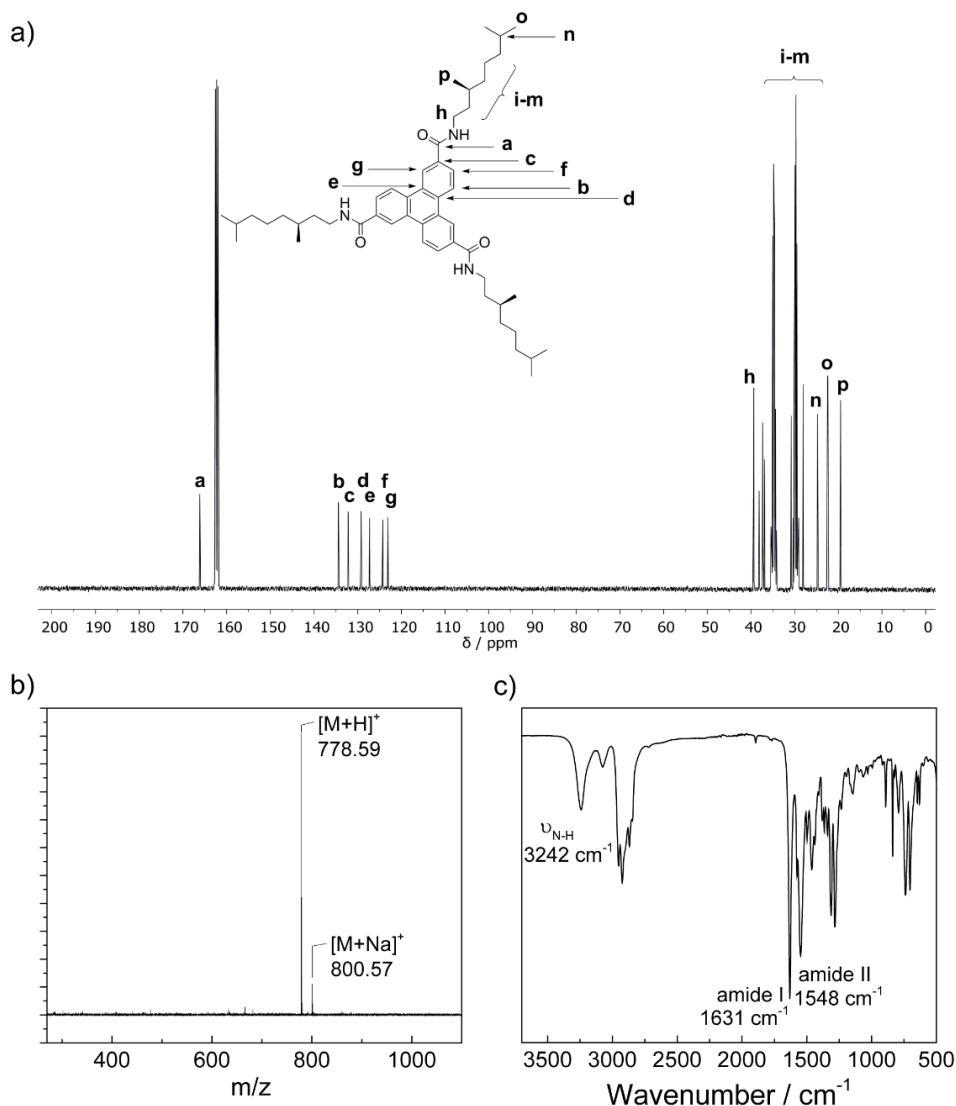 a)
o
n
i-m
p
i-m
h
O
NH
a
g
c
f
e
b
d
H
N
O
O
HN
h
o
n
p
a
b
d
f
c
e
g
200 190 180 170 160 150 140 130 120 110 100 90 80 70 60 50 40 30 20 10 0
δ / ppm
b)
[M+H]+
778.59
[M+Na]+
800.57
400 600 800 1000
m/z
c)
υN-H
3242 cm-1
amide II
amide I 1548 cm-1
1631 cm-1
3500 3000 2500 2000 1500 1000 500
Wavenumber / cm-1